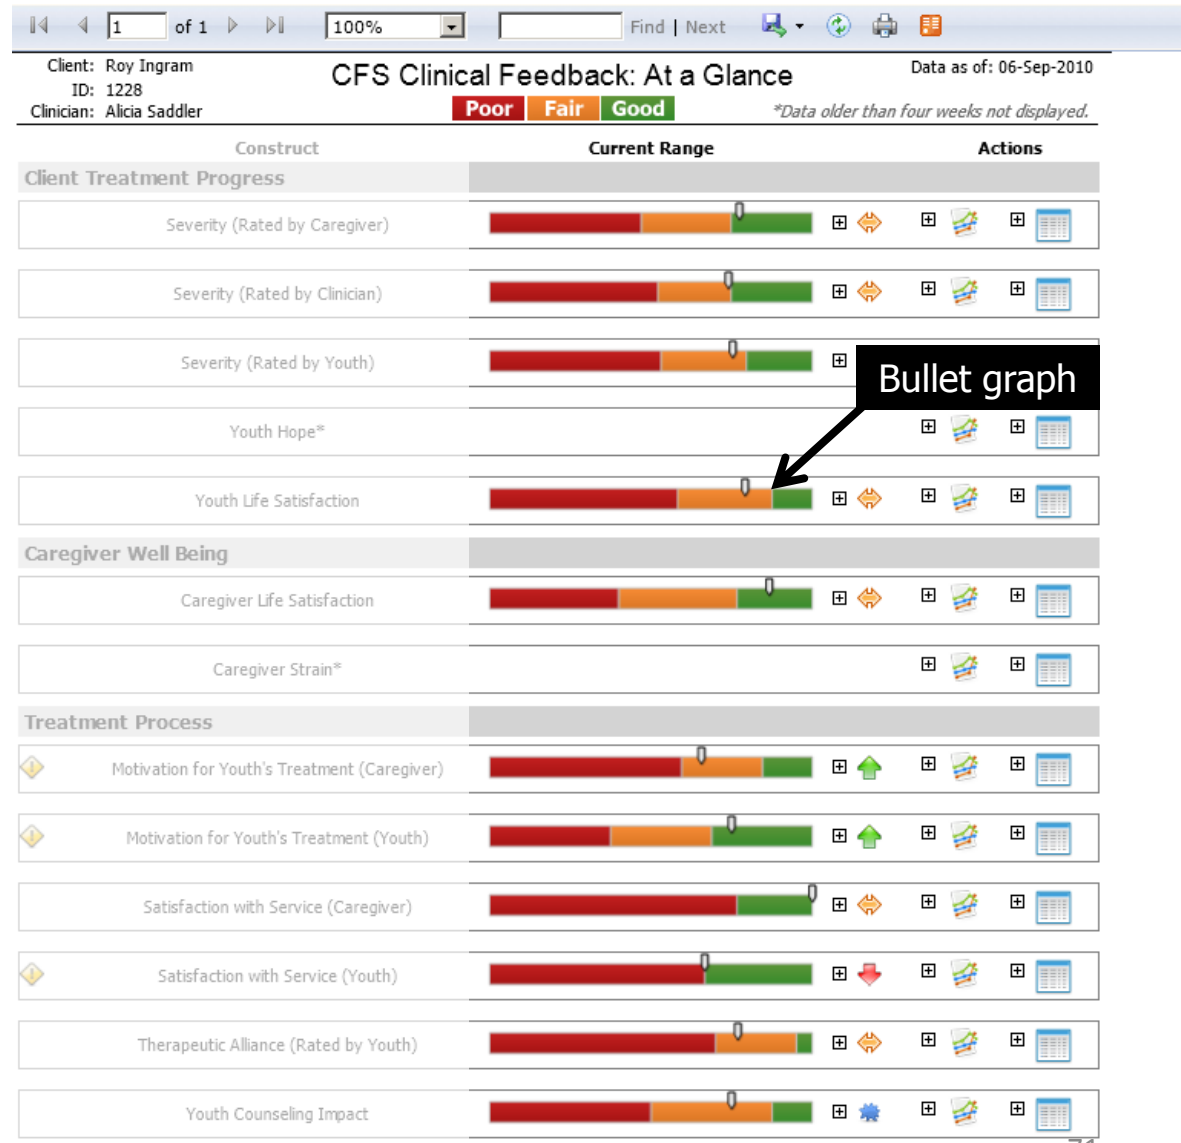 1 of 1 100% Find | Next
Client: Roy Ingram
ID: 1228
Clinician: Alicia Saddler
CFS Clinical Feedback: At a Glance
Poor Fair Good
Data as of: 06-Sep-2010
*Data older than four weeks not displayed.
Construct Current Range Actions
Client Treatment Progress
Severity (Rated by Caregiver)
Severity (Rated by Clinician)
Severity (Rated by Youth)
Bullet graph
Youth Hope*
Youth Life Satisfaction
Caregiver Well Being
Caregiver Life Satisfaction
Caregiver Strain*
Treatment Process
Motivation for Youth's Treatment (Caregiver)
Motivation for Youth's Treatment (Youth)
Satisfaction with Service (Caregiver)
Satisfaction with Service (Youth)
Therapeutic Alliance (Rated by Youth)
Youth Counseling Impact